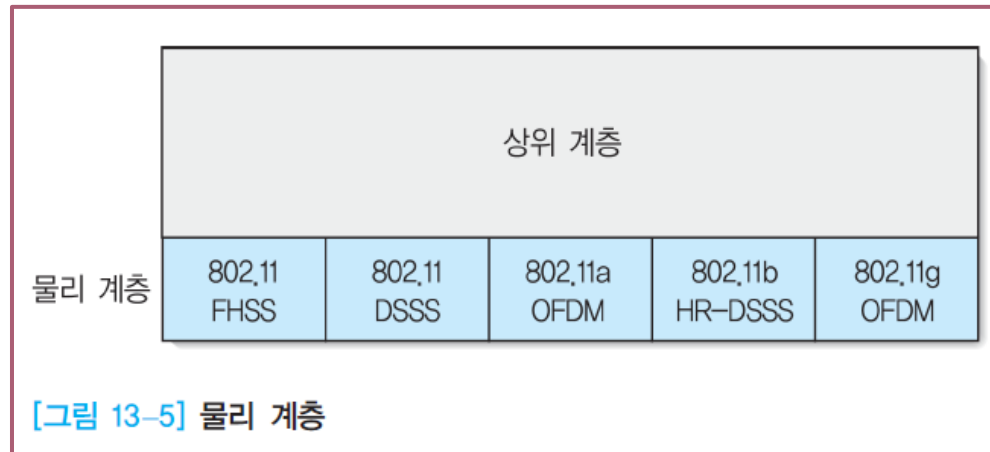 상위 계층
물리 계층
802.11
FHSS
802.11
DSSS
802.11a
OFDM
802.11b
HR-DSSS
802.11g
OFDM
[그림 13-5] 물리 계층